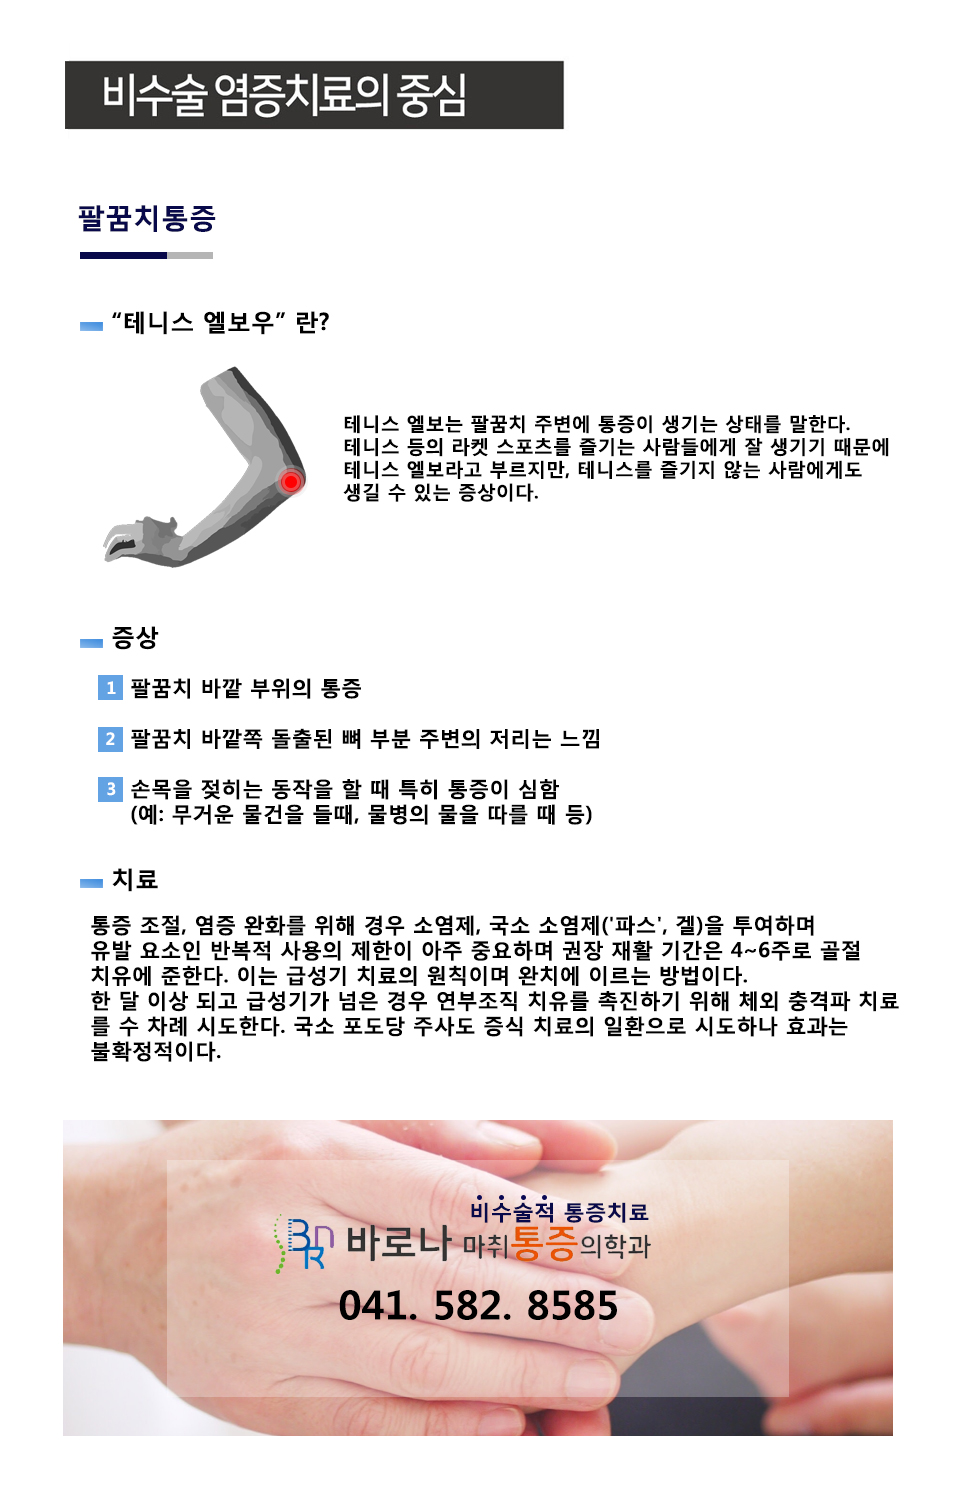 비수술 염증치료의 중심
팔꿈치통증
“테니스 엘보우” 란?
테니스 엘보는 팔꿈치 주변에 통증이 생기는 상태를 말한다.
테니스 등의 라켓 스포츠를 즐기는 사람들에게 잘 생기기 때문에
테니스 엘보라고 부르지만, 테니스를 즐기지 않는 사람에게도
생길 수 있는 증상이다.
증상
1 팔꿈치 바깥 부위의 통증
2 팔꿈치 바깥쪽 돌출된 뼈 부분 주변의 저리는 느낌
3 손목을 젖히는 동작을 할 때 특히 통증이 심함
(예: 무거운 물건을 들때, 물병의 물을 따를 때 등)
치료
통증 조절, 염증 완화를 위해 경우 소염제, 국소 소염제('파스', 겔)을 투여하며
유발 요소인 반복적 사용의 제한이 아주 중요하며 권장 재활 기간은 4~6주로 골절
치유에 준한다. 이는 급성기 치료의 원칙이며 완치에 이르는 방법이다.
한 달 이상 되고 급성기가 넘은 경우 연부조직 치유를 촉진하기 위해 체외 충격파 치료
를 수 차례 시도한다. 국소 포도당 주사도 증식 치료의 일환으로 시도하나 효과는
불확정적이다.
비수술적 통증치료
BNR 바로나 마취통증의학과
041. 582. 8585